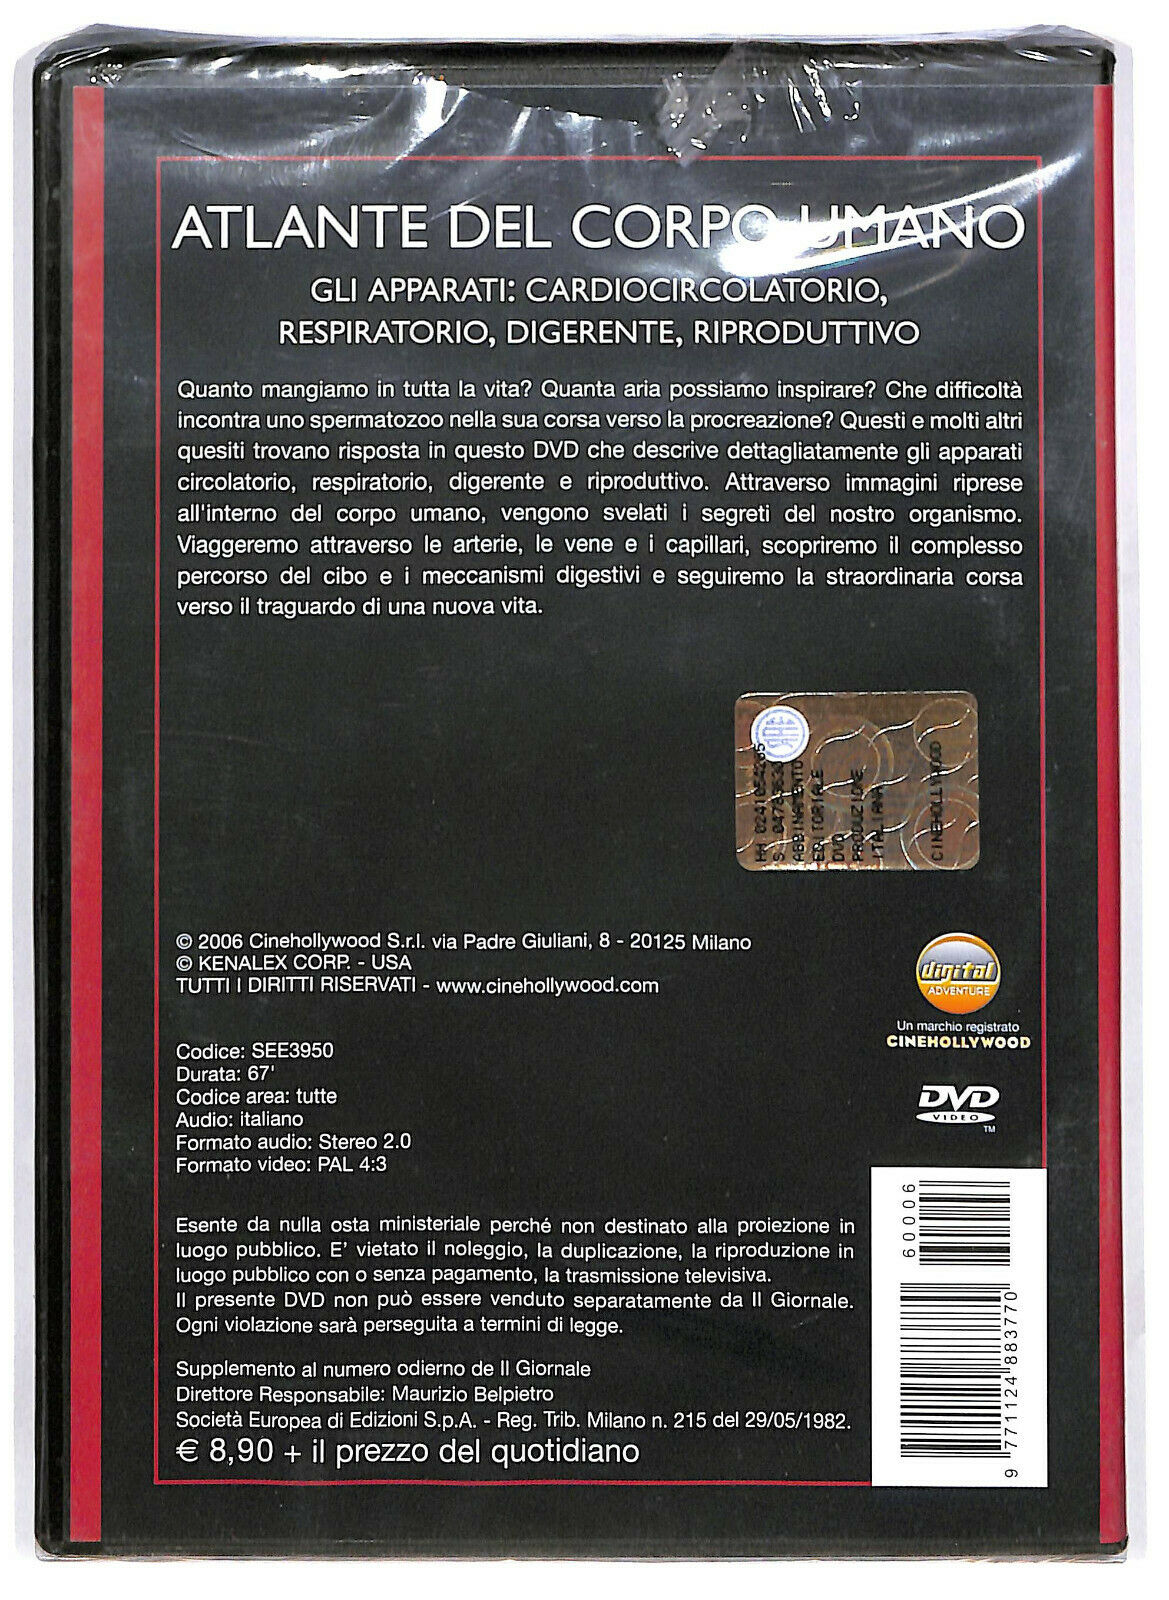 ATLANTE DEL CORPO UMANO
GLI APPARATI: CARDIOCIRCOLATORIO,
RESPIRATORIO, DIGERENTE, RIPRODUTTIVO
Quanto mangiamo in tutta la vita? Quanta aria possiamo inspirare? Che difficoltà
incontra uno spermatozoo nella sua corsa verso la procreazione? Questi e molti altri
quesiti trovano risposta in questo DVD che descrive dettagliatamente gli apparati
circolatorio, respiratorio, digerente e riproduttivo. Attraverso immagini riprese
all'interno del corpo umano, vengono svelati i segreti del nostro organismo.
Viaggeremo attraverso le arterie, le vene e i capillari, scopriremo il complesso
percorso del cibo e i meccanismi digestivi e seguiremo la straordinaria corsa
verso il traguardo di una nuova vita.
ABBINAMENTO
EDITORIALE
DVD
PRODUZIONE
ITALIANA
CINEHOLLYWOOD
© 2006 Cinehollywood S.r.l. via Padre Giuliani, 8 - 20125 Milano
© KENALEX CORP. - USA
TUTTI I DIRITTI RISERVATI - www.cinehollywood.com
digital
ADVENTURE
Un marchio registrato
CINEHOLLYWOOD
Codice: SEE3950
Durata: 67'
Codice area: tutte
Audio: italiano
Formato audio: Stereo 2.0
Formato video: PAL 4:3
DVD
VIDEO
TM
Esente da nulla osta ministeriale perché non destinato alla proiezione in
luogo pubblico. E' vietato il noleggio, la duplicazione, la riproduzione in
luogo pubblico con o senza pagamento, la trasmissione televisiva.
Il presente DVD non può essere venduto separatamente da Il Giornale.
Ogni violazione sarà perseguita a termini di legge.
Supplemento al numero odierno de Il Giornale
Direttore Responsabile: Maurizio Belpietro
Società Europea di Edizioni S.p.A. - Reg. Trib. Milano n. 215 del 29/05/1982.
€ 8,90 + il prezzo del quotidiano
60006
9 771124 883770